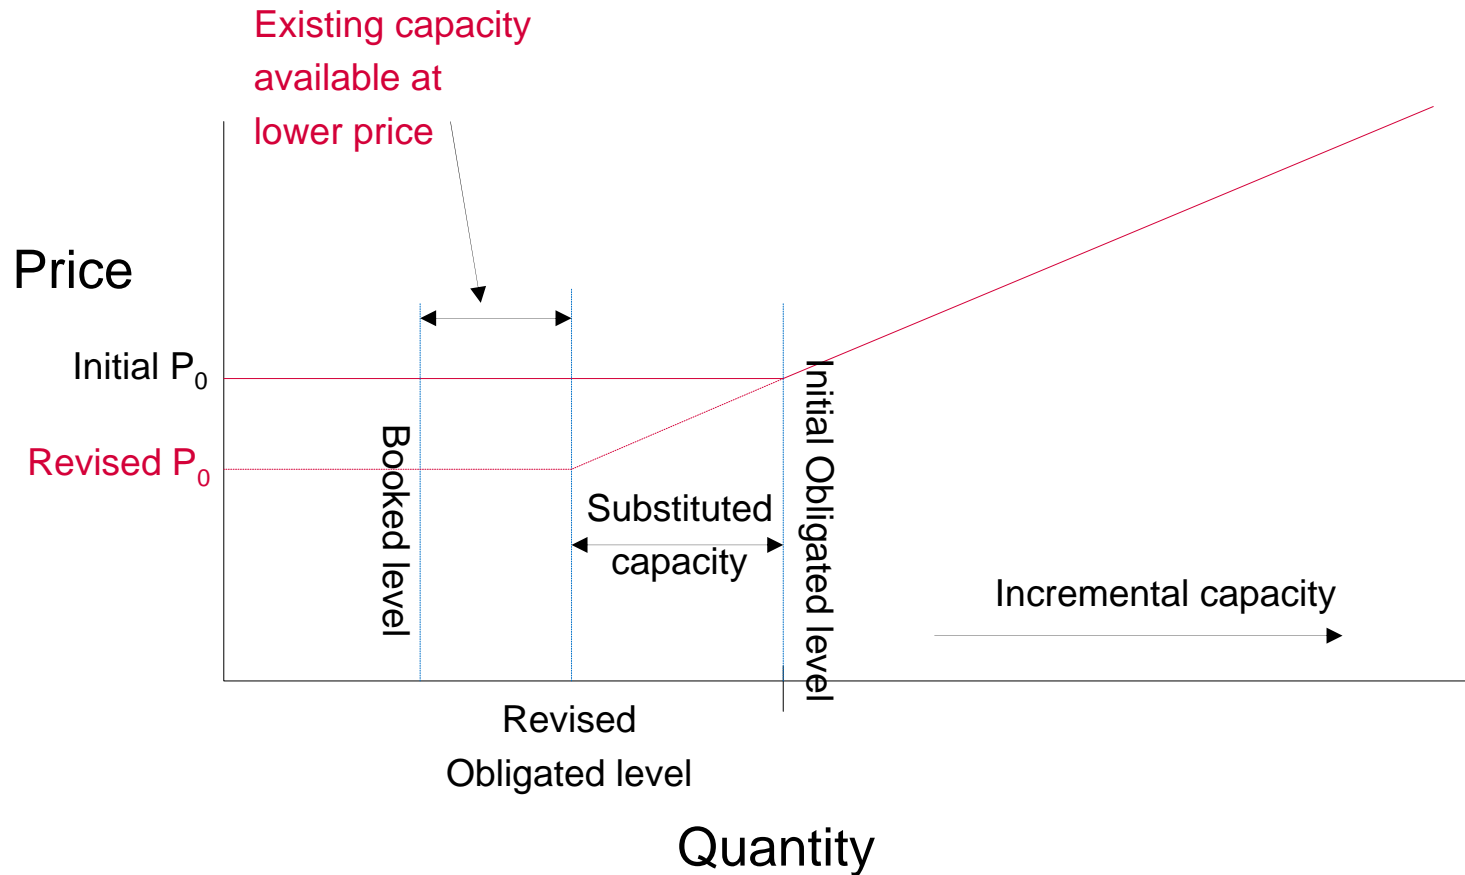 Existing capacity
available at
lower price
Price
Initial P₀
Revised P₀
Booked level
Substituted
capacity
Initial Obligated level
Incremental capacity
Revised
Obligated level
Quantity